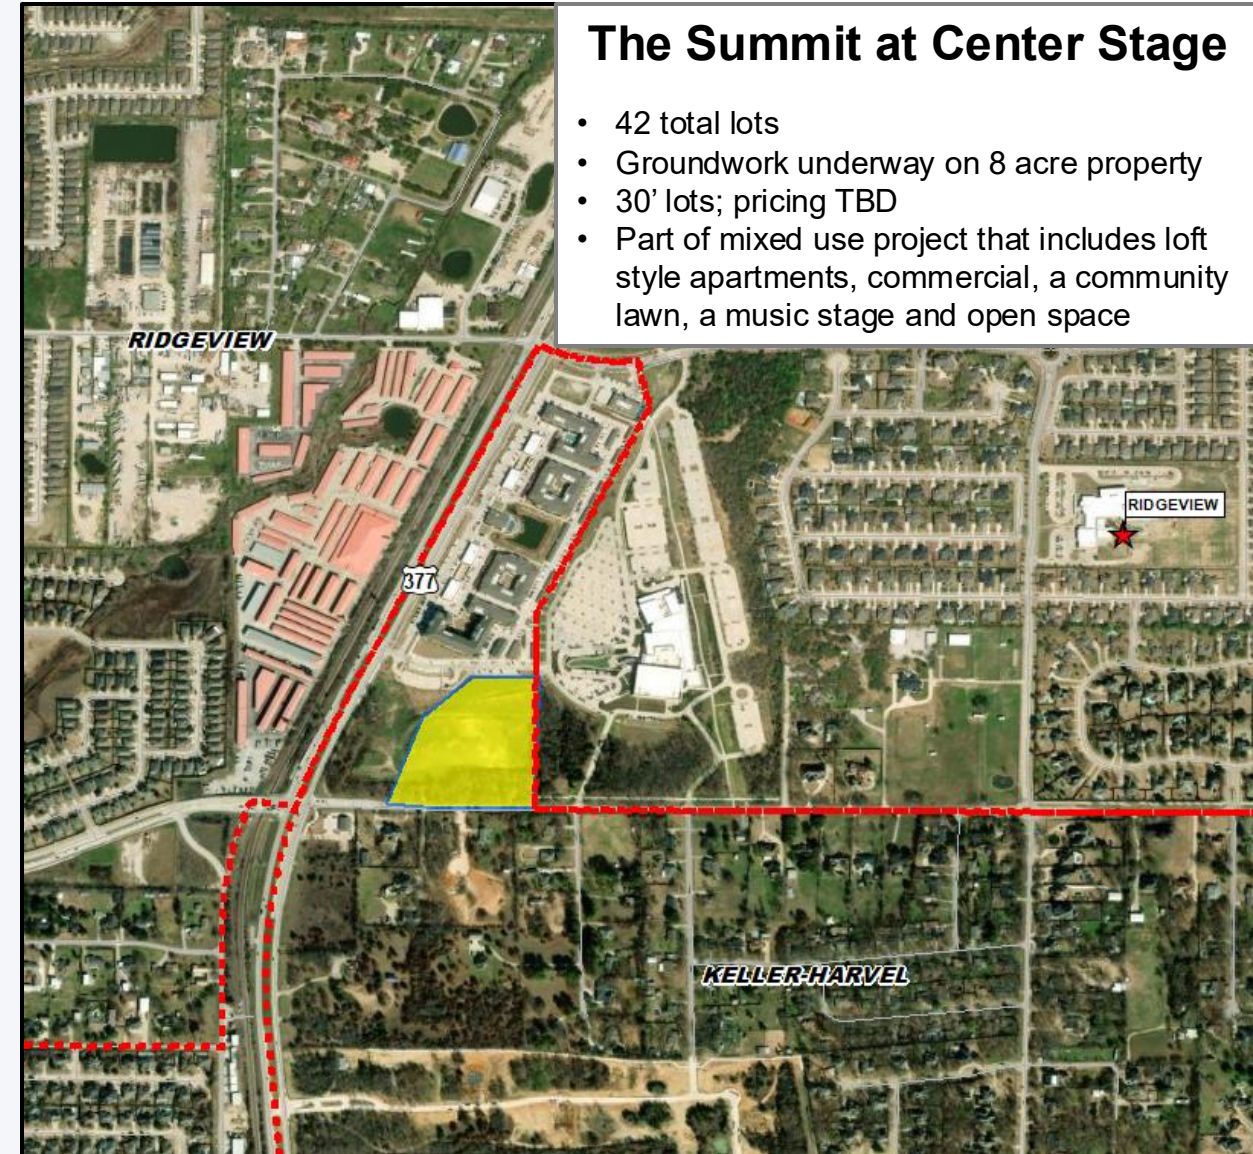 The Summit at Center Stage
• 42 total lots
• Groundwork underway on 8 acre property
• 30’ lots; pricing TBD
• Part of mixed use project that includes loft
style apartments, commercial, a community
lawn, a music stage and open space
RIDGEVIEW
RIDGEVIEW
377
KELLER-HARVEL